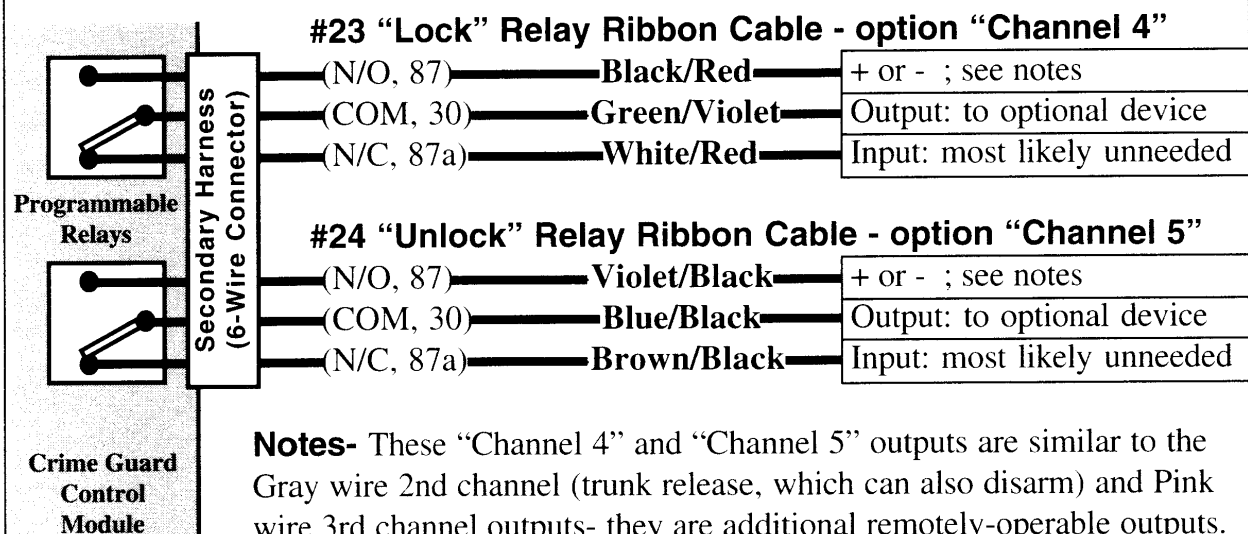 #23 “Lock” Relay Ribbon Cable - option “Channel 4”
(N/O, 87) Black/Red + or - ; see notes
(COM, 30) Green/Violet Output: to optional device
(N/C, 87a) White/Red Input: most likely unneeded
Programmable
Relays
Secondary Harness
(6-Wire Connector)
#24 “Unlock” Relay Ribbon Cable - option “Channel 5”
(N/O, 87) Violet/Black + or - ; see notes
(COM, 30) Blue/Black Output: to optional device
(N/C, 87a) Brown/Black Input: most likely unneeded
Crime Guard
Control
Module
Notes- These “Channel 4” and “Channel 5” outputs are similar to the
Gray wire 2nd channel (trunk release, which can also disarm) and Pink
wire 3rd channel outputs- they are additional remotely-operable outputs.